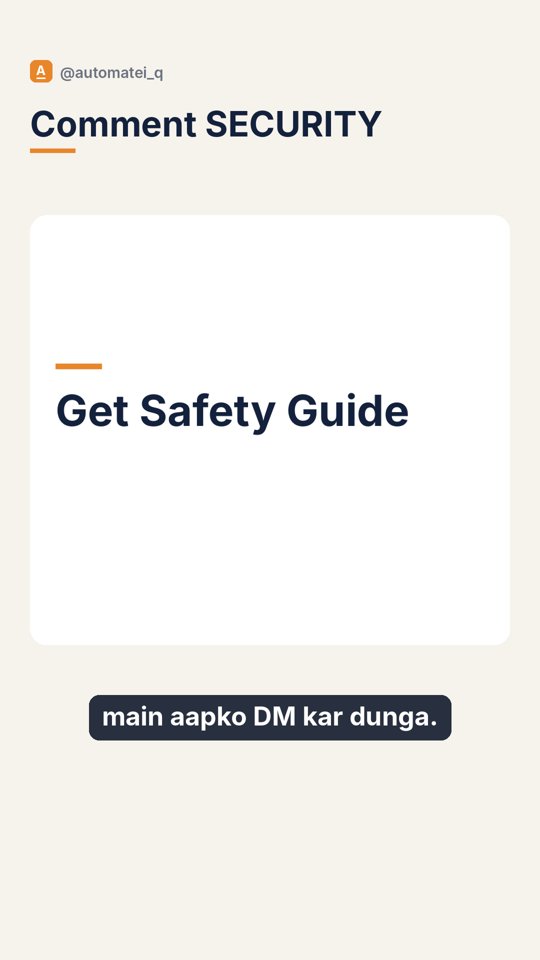 A @automatei_q
Comment SECURITY
Get Safety Guide
main aapko DM kar dunga.